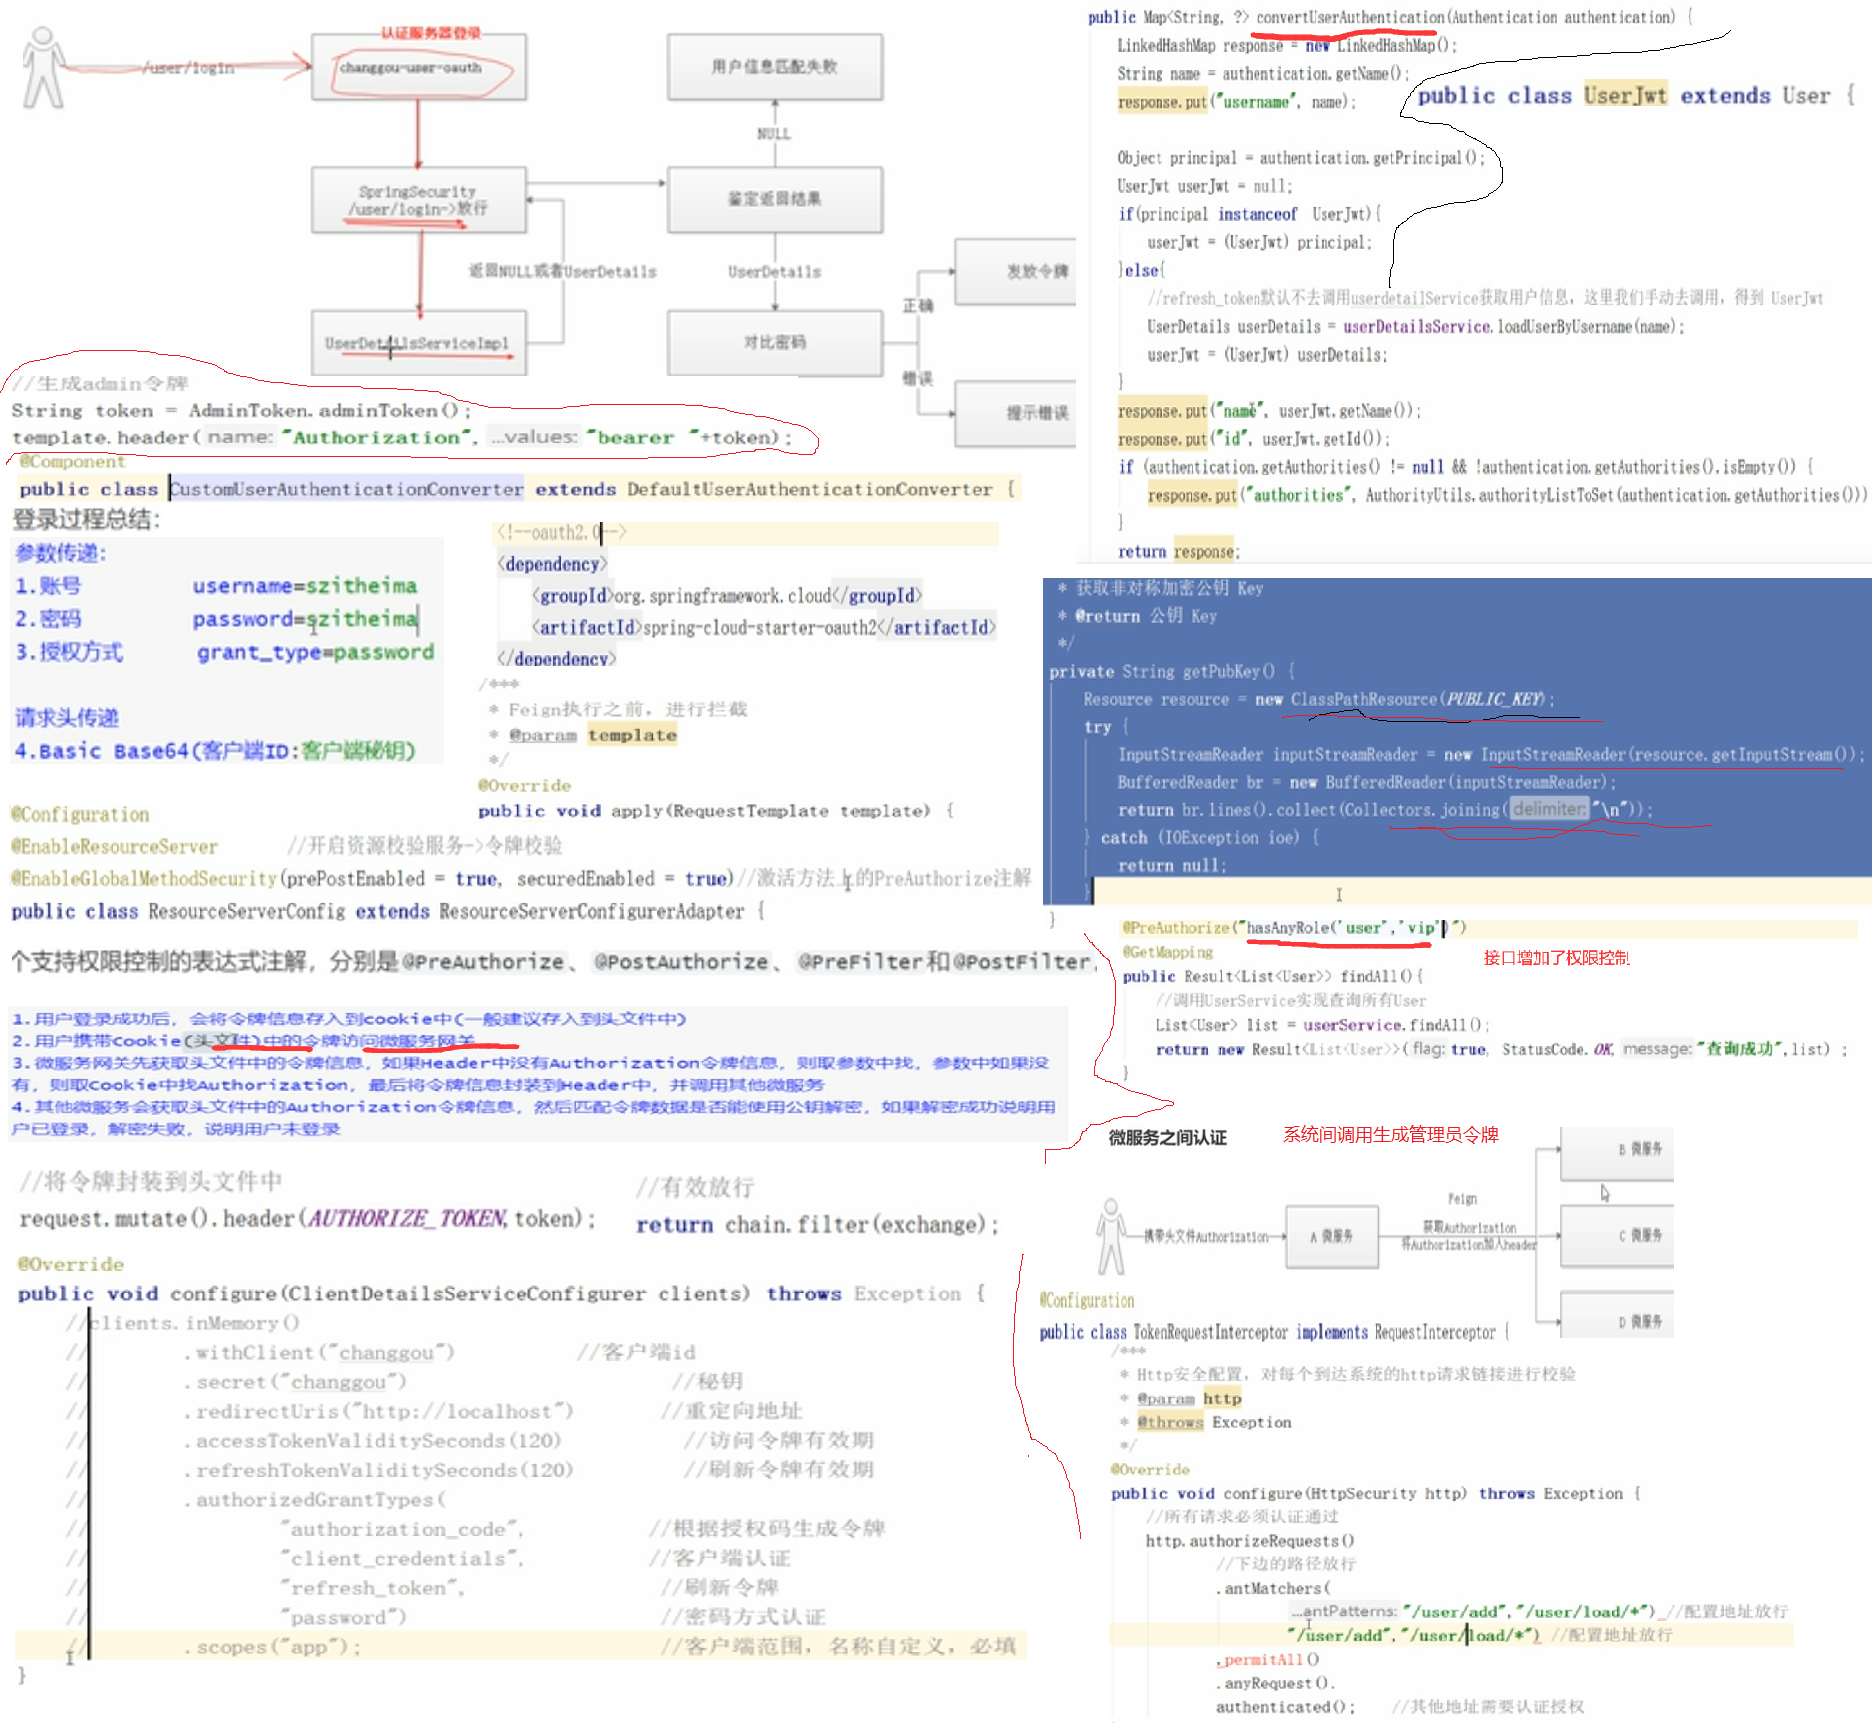 认证服务器登录
/user/login
changgou-user-oauth
用户信息匹配失败
NULL
SpringSecurity
/user/login->放行
鉴定返回结果
返回NULL或者UserDetails
UserDetails
正确
发放令牌
UserDetailsServiceImpl
对比密码
错误
提示错误
//生成admin令牌
String token = AdminToken.adminToken();
template.header( name: "Authorization", ...values: "bearer "+token);
@Component
public class CustomUserAuthenticationConverter extends DefaultUserAuthenticationConverter {
登录过程总结:
参数传递:
1.账号 username=szitheima
2.密码 password=szitheima
3.授权方式 grant_type=password
请求头传递
4.Basic Base64(客户端ID:客户端秘钥)
<!--oauth2.0-->
<dependency>
<groupId>org.springframework.cloud</groupId>
<artifactId>spring-cloud-starter-oauth2</artifactId>
</dependency>
/***
* Feign执行之前, 进行拦截
* @param template
*/
@Override
public void apply(RequestTemplate template) {
@Configuration
@EnableResourceServer //开启资源校验服务->令牌校验
@EnableGlobalMethodSecurity(prePostEnabled = true, securedEnabled = true)//激活方法上的PreAuthorize注解
public class ResourceServerConfig extends ResourceServerConfigurerAdapter {
个支持权限控制的表达式注解, 分别是@PreAuthorize、@PostAuthorize、@PreFilter和@PostFilter.
1.用户登录成功后, 会将令牌信息存入到cookie中(一般建议存入到头文件中)
2.用户携带Cookie(头文件)中的令牌访问微服务网关
3.微服务网关先获取头文件中的令牌信息, 如果Header中没有Authorization令牌信息, 则取参数中找, 参数中如果没
有, 则取Cookie中找Authorization, 最后将令牌信息封装到Header中, 并调用其他微服务
4.其他微服务会获取头文件中的Authorization令牌信息, 然后匹配令牌数据是否能使用公钥解密, 如果解密成功说明用
户已登录, 解密失败, 说明用户未登录
//将令牌封装到头文件中
request.mutate().header(AUTHORIZE_TOKEN,token);
//有效放行
return chain.filter(exchange);
@Override
public void configure(ClientDetailsServiceConfigurer clients) throws Exception {
//clients.inMemory()
// .withClient("changgou") //客户端id
// .secret("changgou") //秘钥
// .redirectUris("http://localhost") //重定向地址
// .accessTokenValiditySeconds(120) //访问令牌有效期
// .refreshTokenValiditySeconds(120) //刷新令牌有效期
// .authorizedGrantTypes(
// "authorization_code", //根据授权码生成令牌
// "client_credentials", //客户端认证
// "refresh_token", //刷新令牌
// "password") //密码方式认证
// .scopes("app"); //客户端范围, 名称自定义, 必填
}
public Map<String, ?> convertUserAuthentication(Authentication authentication) {
LinkedHashMap response = new LinkedHashMap();
String name = authentication.getName();
response.put("username", name);
public class UserJwt extends User {
Object principal = authentication.getPrincipal();
UserJwt userJwt = null;
if(principal instanceof UserJwt){
userJwt = (UserJwt) principal;
}else{
//refresh_token默认不去调用userdetailService获取用户信息, 这里我们手动去调用, 得到 UserJwt
UserDetails userDetails = userDetailsService.loadUserByUsername(name);
userJwt = (UserJwt) userDetails;
}
response.put("name", userJwt.getName());
response.put("id", userJwt.getId());
if (authentication.getAuthorities() != null && !authentication.getAuthorities().isEmpty()) {
response.put("authorities", AuthorityUtils.authorityListToSet(authentication.getAuthorities()))
}
return response;
* 获取非对称加密公钥 Key
* @return 公钥 Key
*/
private String getPubKey() {
Resource resource = new ClassPathResource(PUBLIC_KEY);
try {
InputStreamReader inputStreamReader = new InputStreamReader(resource.getInputStream());
BufferedReader br = new BufferedReader(inputStreamReader);
return br.lines().collect(Collectors.joining( delimiter: "\n"));
} catch (IOException ioe) {
return null;
}
}
@PreAuthorize("hasAnyRole('user','vip')")
@GetMapping
接口增加了权限控制
public Result<List<User>> findAll(){
//调用UserService实现查询所有User
List<User> list = userService.findAll();
return new Result<List<User>>( flag: true, StatusCode.OK, message: "查询成功",list) ;
}
微服务之间认证 系统间调用生成管理员令牌
B 微服务
Feign
携带头文件Authorization
A 微服务
获取Authorization
将Authorization加入header
C 微服务
D 微服务
@Configuration
public class TokenRequestInterceptor implements RequestInterceptor {
/***
* Http安全配置, 对每个到达系统的http请求链接进行校验
* @param http
* @throws Exception
*/
@Override
public void configure(HttpSecurity http) throws Exception {
//所有请求必须认证通过
http.authorizeRequests()
//下边的路径放行
.antMatchers(
...antPatterns: "/user/add","/user/load/*") //配置地址放行
"/user/add","/user/load/*") //配置地址放行
.permitAll()
.anyRequest().
authenticated(); //其他地址需要认证授权